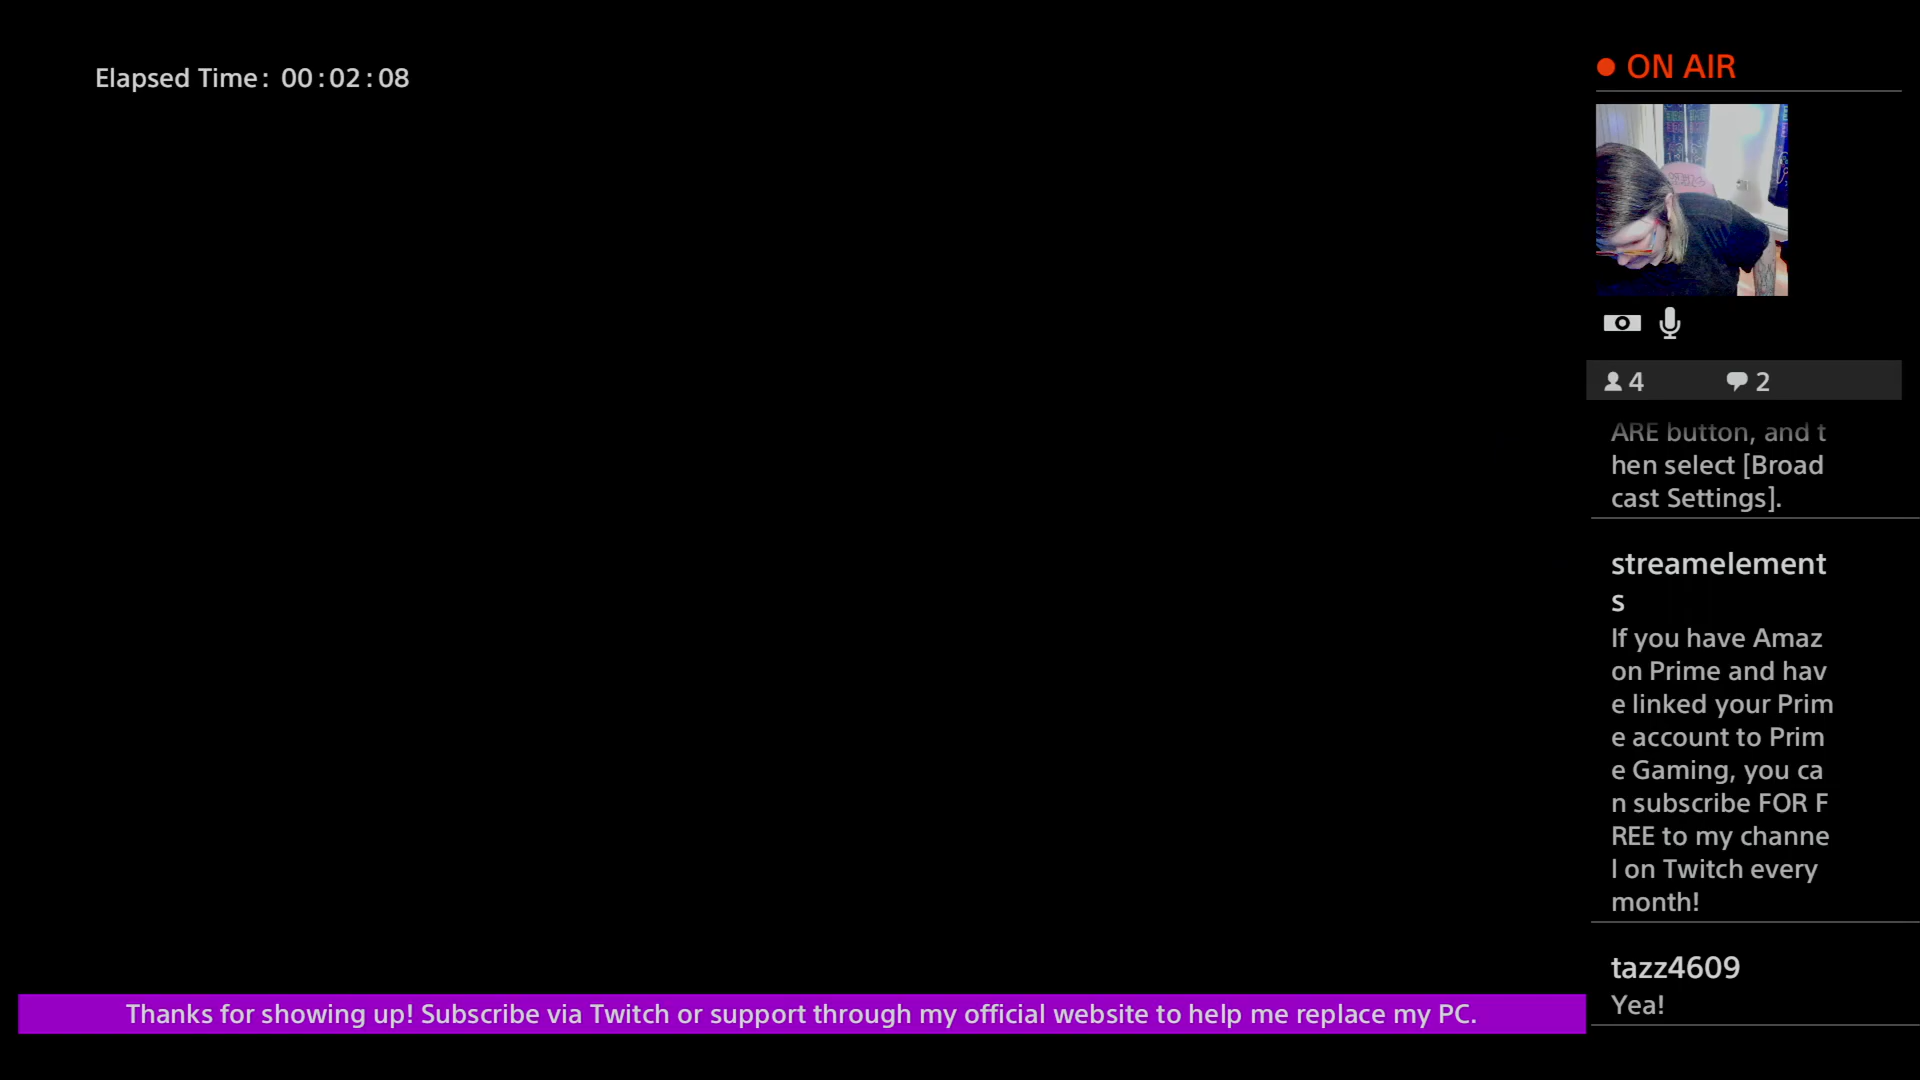 Elapsed Time: 00:02:08
ON AIR
4
2
ARE button, and t
hen select [Broad
cast Settings].
streamelement
s
If you have Amaz
on Prime and hav
e linked your Prim
e account to Prim
e Gaming, you ca
n subscribe FOR F
REE to my channe
l on Twitch every
month!
tazz4609
Yea!
Thanks for showing up! Subscribe via Twitch or support through my official website to help me replace my PC.